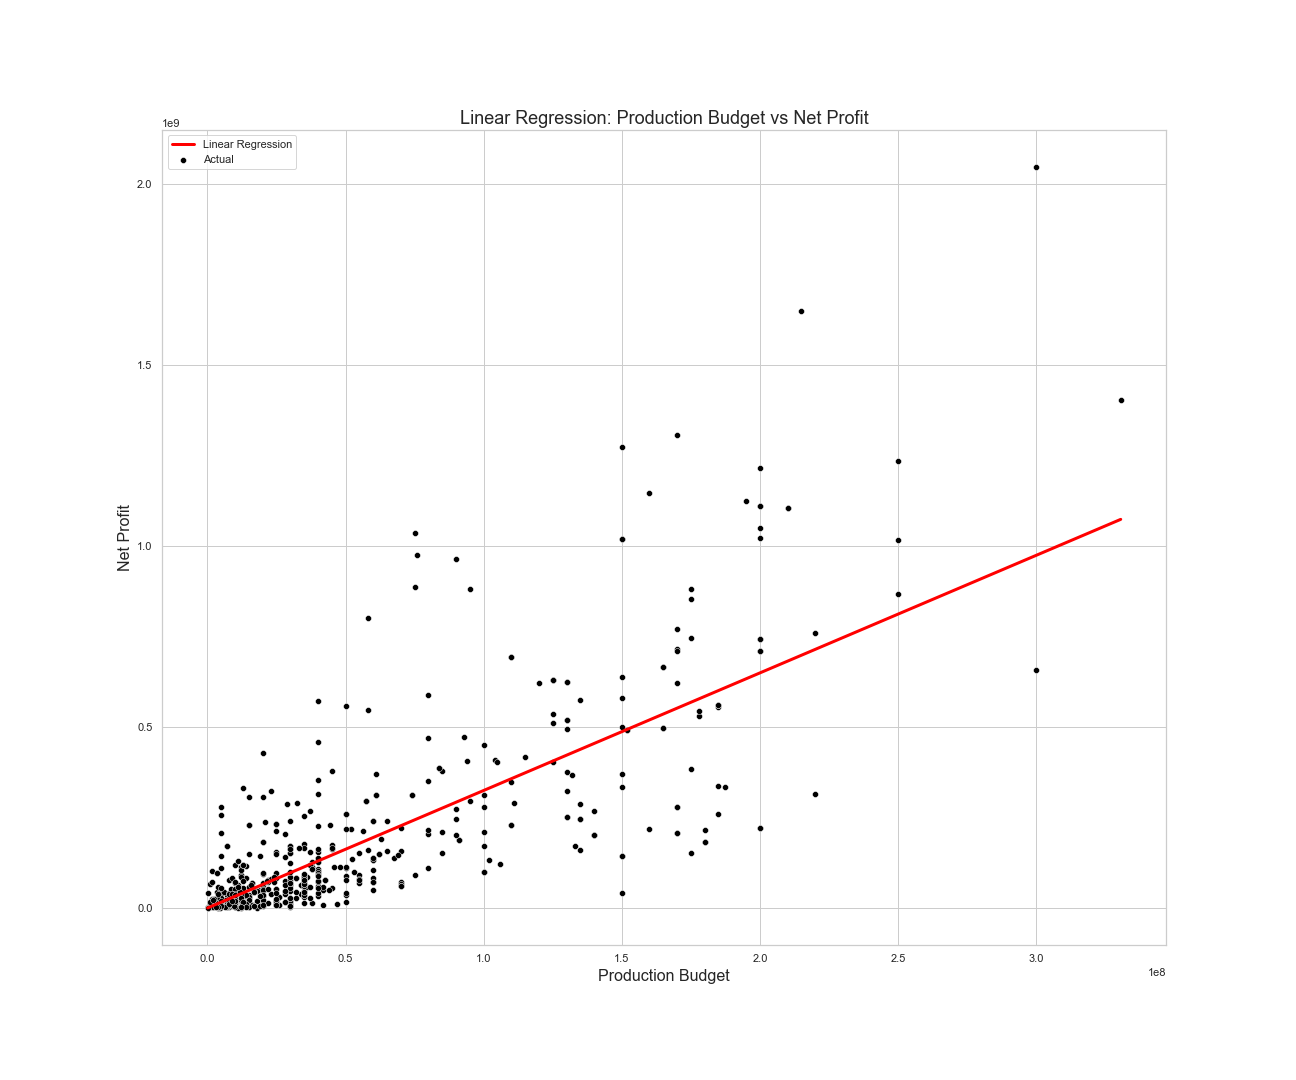 Linear Regression: Production Budget vs Net Profit
1e9
Linear Regression
Actual
2.0
1.5
1.0
0.5
0.0
Net Profit
0.0 0.5 1.0 1.5 2.0 2.5 3.0
1e8
Production Budget